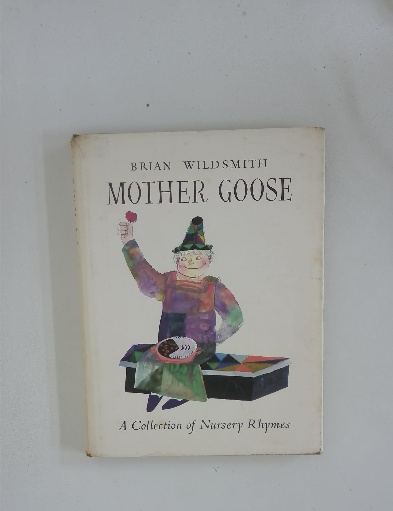 BRIAN WILDSMITH
MOTHER GOOSE
A Collection of Nursery Rhymes